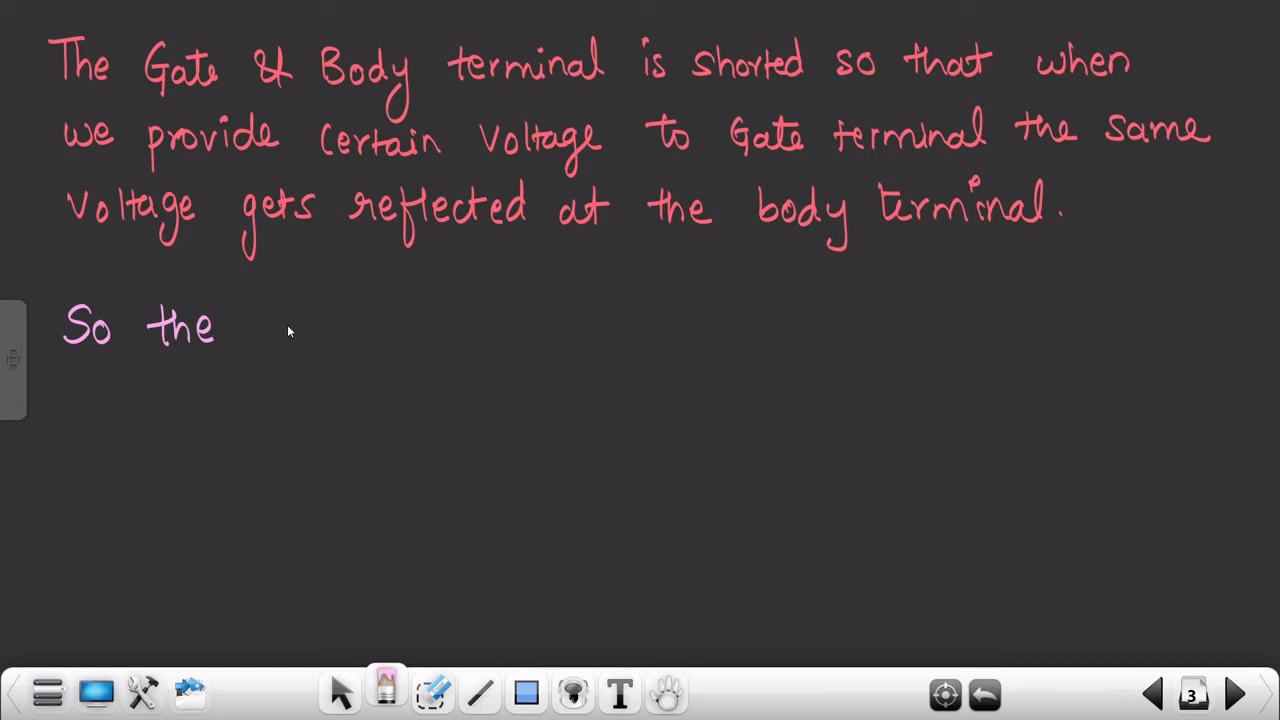 The Gate & Body terminal is shorted so that when
we provide certain voltage to Gate terminal the same
voltage gets reflected at the body terminal.
So the
T
3